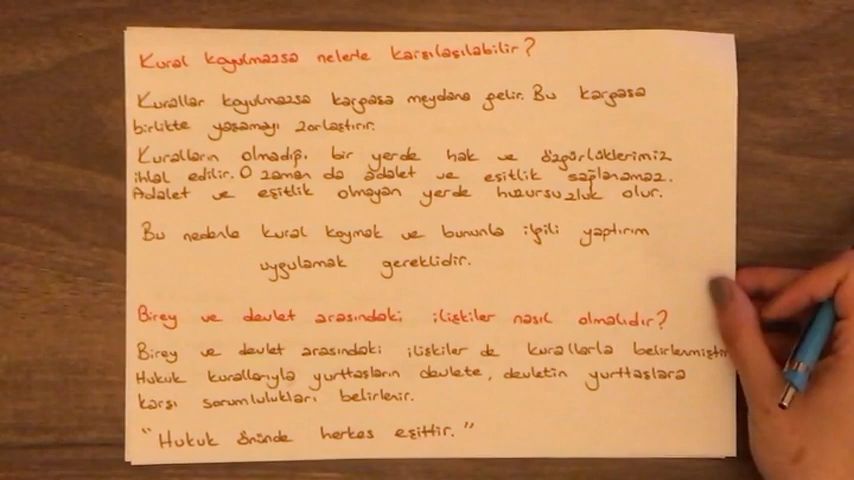 Kural koyulmazsa nelerle karşılaşılabilir?
Kurallar koyulmazsa kargaşa meydana gelir. Bu kargaşa
birlikte yaşamayı zorlaştırır.
Kuralların olmadığı bir yerde hak ve özgürlüklerimiz
ihlal edilir. O zaman da adalet ve eşitlik sağlanamaz.
Adalet ve eşitlik olmayan yerde huzursuzluk olur.
Bu nedenle kural koymak ve bununla ilgili yaptırım
uygulamak gereklidir.
Birey ve devlet arasındaki ilişkiler nasıl olmalıdır?
Birey ve devlet arasındaki ilişkiler de kurallarla belirlenmiştir
Hukuk kurallarıyla yurttaşların devlete, devletin yurttaşlara
karşı sorumlulukları belirlenir.
"Hukuk önünde herkes eşittir."